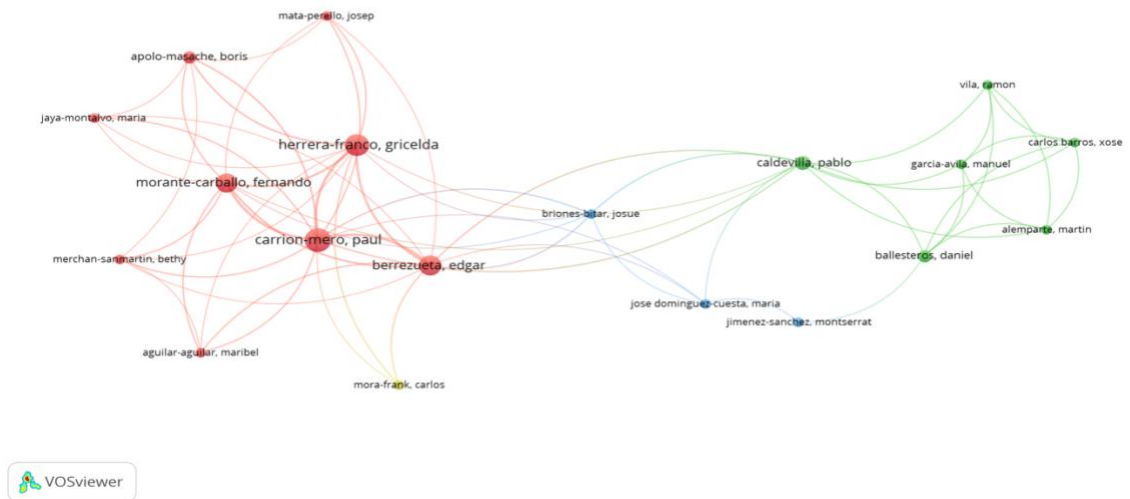 mata-perello, josep
apolo-masache, boris
vila, ramon
jaya-montalvo, maria
herrera-franco, gricelda
carlos barros, xose
caldevilla, pablo
garcia-avila, manuel
morante-carballo, fernando
briones-bitar, josue
alemparte, martin
carrion-mero, paul
ballesteros, daniel
merchan-sanmartin, bethy
berrezueta, edgar
jose dominguez-cuesta, maria
jimenez-sanchez, montserrat
aguilar-aguilar, maribel
mora-frank, carlos
VOSviewer